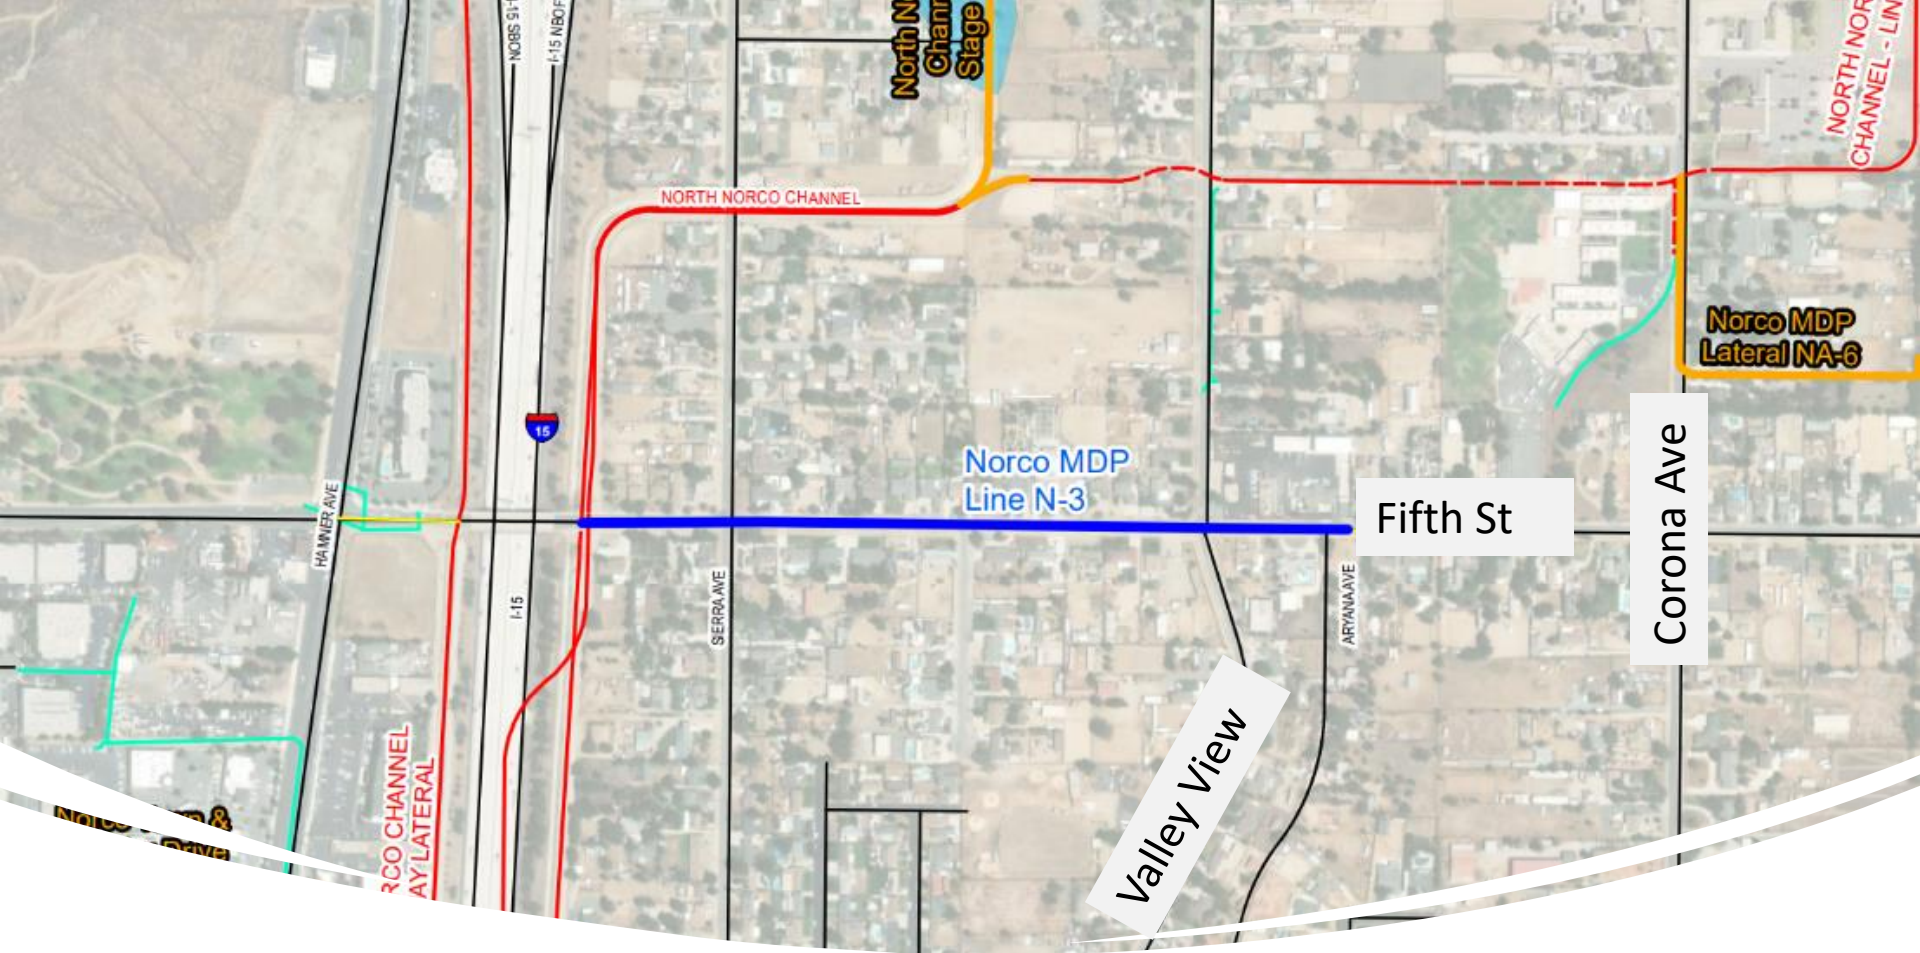 I-15 SBON
I-15 NBOF
North N
Chann
Stage
NORTH NOR
CHANNEL - LIN
NORTH NORCO CHANNEL
Norco MDP
Lateral NA-6
15
Norco MDP
Line N-3
Fifth St
Corona Ave
HAMNER AVE
I-15
SIERRA AVE
ARYANA AVE
Valley View
RCO CHANNEL
AY LATERAL
&
Drive